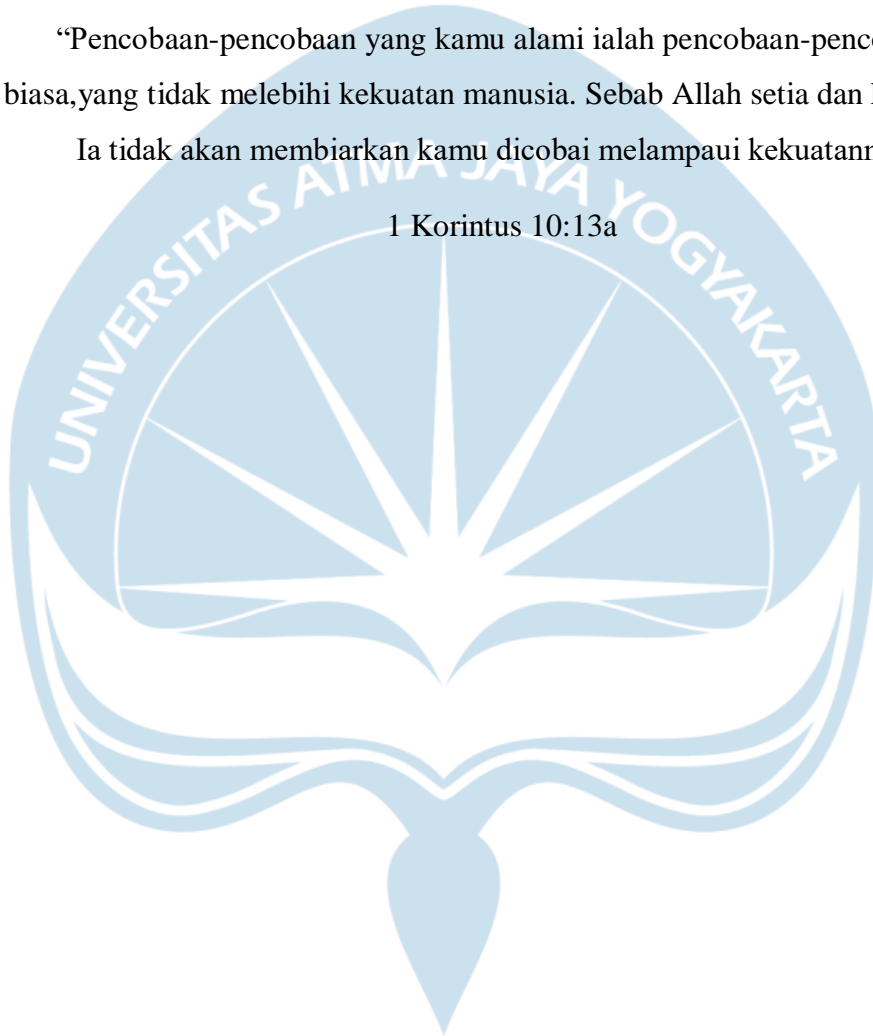 “Pencobaan-pencobaan yang kamu alami ialah
biasa,yang tidak melebihi kekuatan manusia. Sebab Allah setia dan
Ia tidak akan membiarkan kamu dicobai melampaui
1 Korintus 10:13a
UNIVERSITAS ATMA JAYA YOGYAKARTA